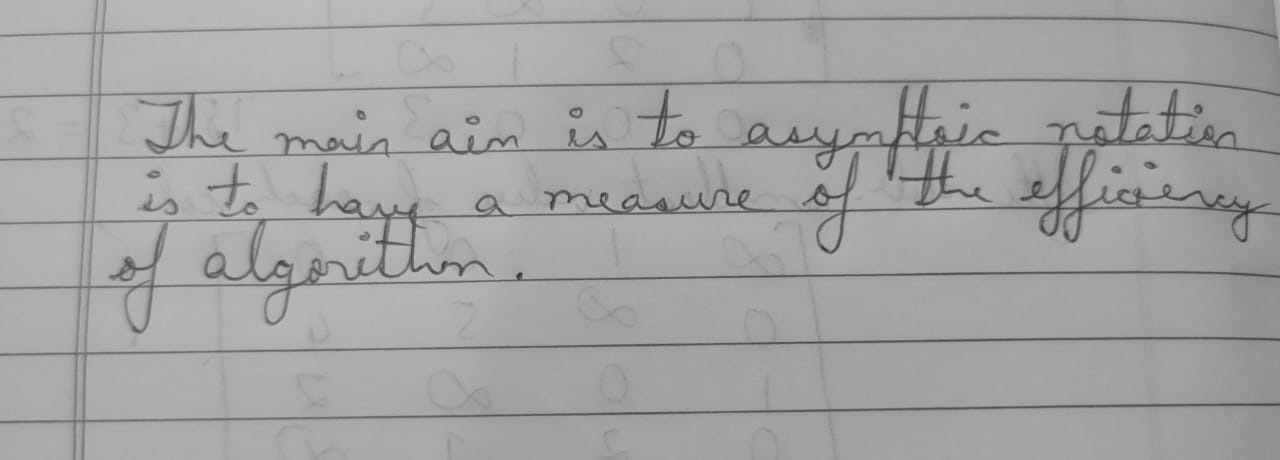 The main aim is to asymptoic notation
is to have a measure of the efficiency
of algorithm.